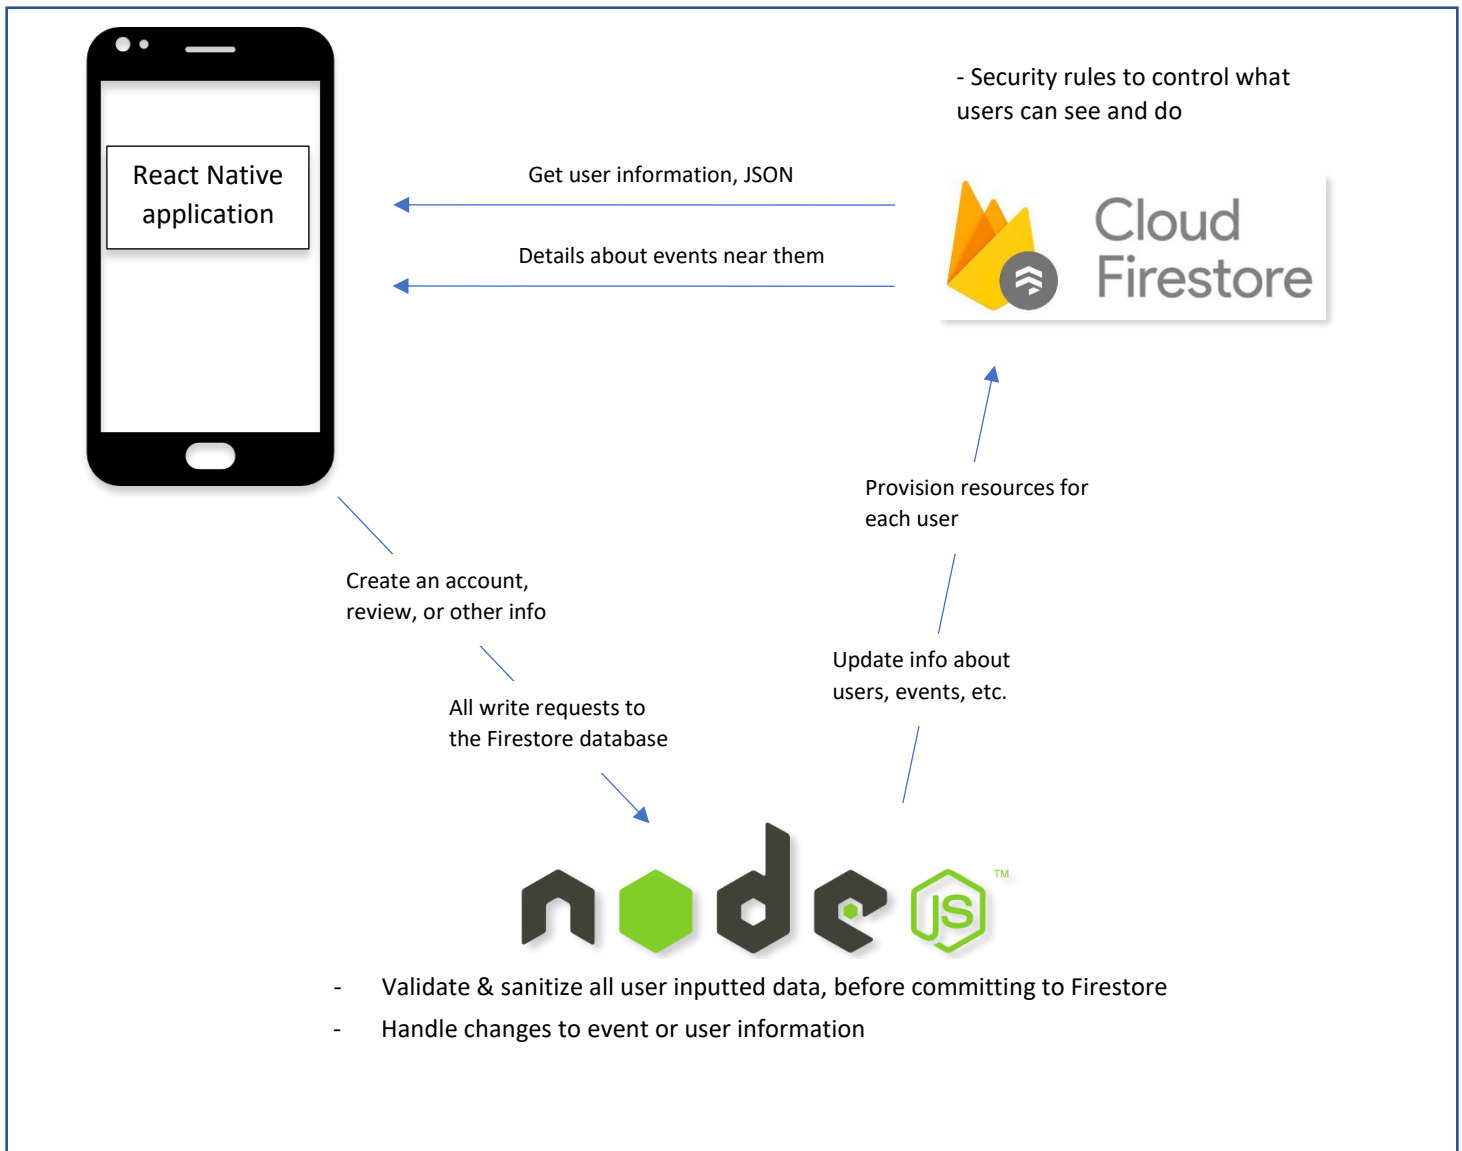 React Native
application
- Security rules to control what
users can see and do
Get user information, JSON
Details about events near them
Cloud
Firestore
Provision resources for
each user
Create an account,
review, or other info
Update info about
users, events, etc.
All write requests to
the Firestore database
node JS ™
- Validate & sanitize all user inputted data, before committing to Firestore
- Handle changes to event or user information